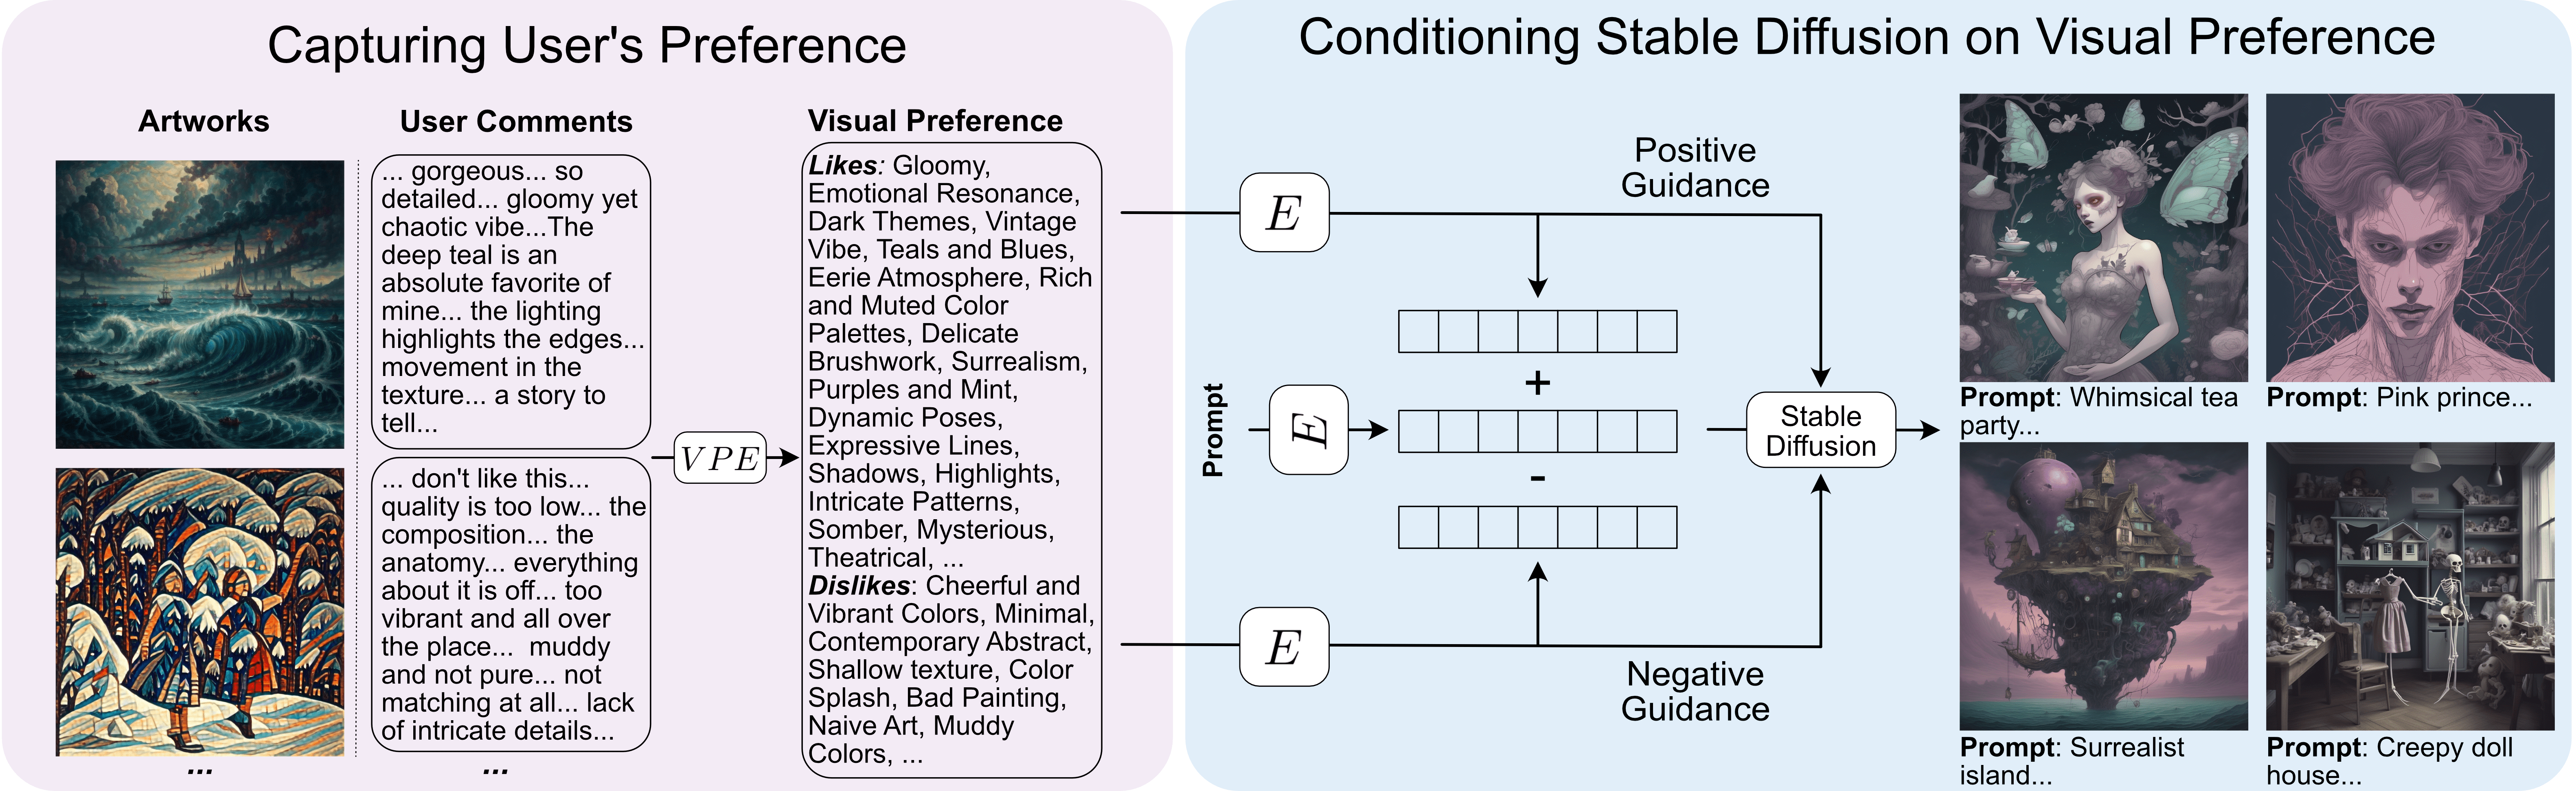 Capturing User's Preference
Artworks
User Comments
Visual Preference
... gorgeous... so
detailed... gloomy yet
chaotic vibe...The
deep teal is an
absolute favorite of
mine... the lighting
highlights the edges...
movement in the
texture... a story to
tell...
... don't like this...
quality is too low... the
composition... the
anatomy... everything
about it is off... too
vibrant and all over
the place... muddy
and not pure... not
matching at all... lack
of intricate details...
...
...
VPE
Likes: Gloomy,
Emotional Resonance,
Dark Themes, Vintage
Vibe, Teals and Blues,
Eerie Atmosphere, Rich
and Muted Color
Palettes, Delicate
Brushwork, Surrealism,
Purples and Mint,
Dynamic Poses,
Expressive Lines,
Shadows, Highlights,
Intricate Patterns,
Somber, Mysterious,
Theatrical, ...
Dislikes: Cheerful and
Vibrant Colors, Minimal,
Contemporary Abstract,
Shallow texture, Color
Splash, Bad Painting,
Naive Art, Muddy
Colors, ...
Conditioning Stable Diffusion on Visual Preference
E
Positive
Guidance
+
Prompt
E
-
E
Negative
Guidance
Stable
Diffusion
Prompt: Whimsical tea
party...
Prompt: Pink prince...
Prompt: Surrealist
island...
Prompt: Creepy doll
house...